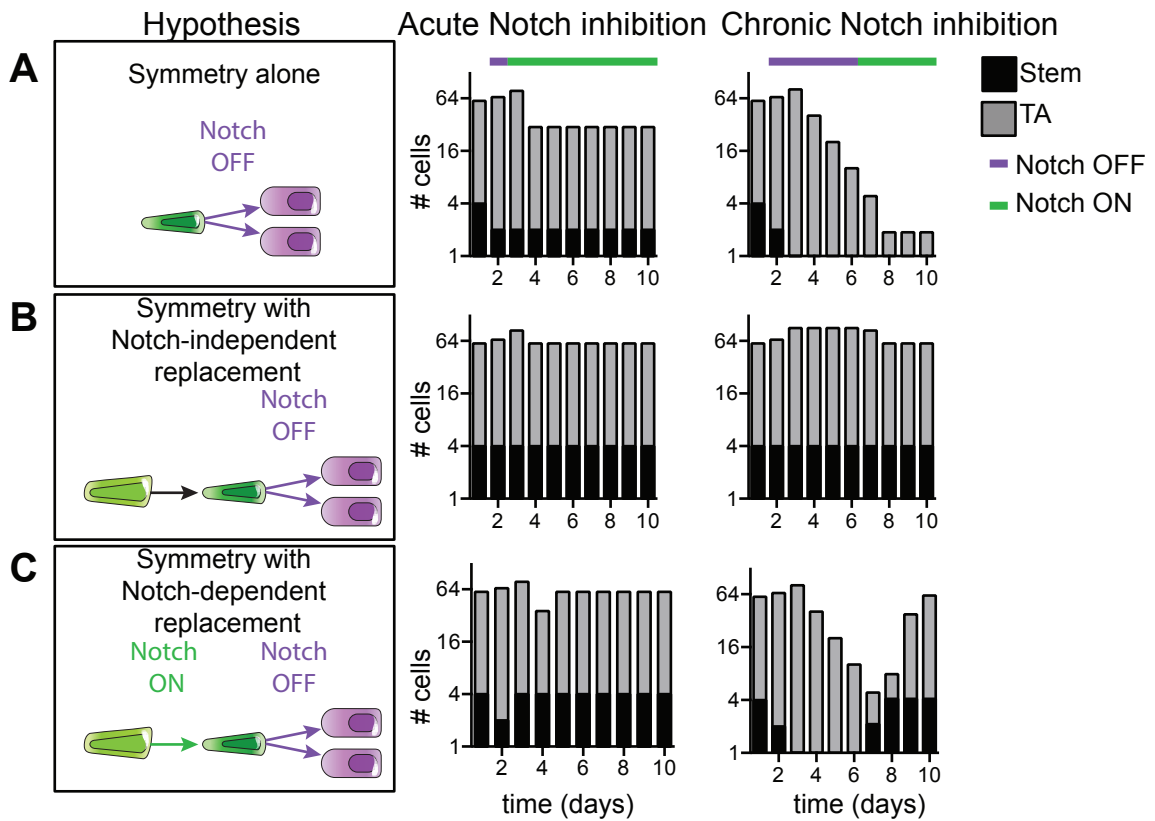 Hypothesis
Acute Notch inhibition
Chronic Notch inhibition
A
Symmetry alone
Notch
OFF
# cells
64
16
4
1
2 4 6 8 10
64
16
4
1
2 4 6 8 10
Stem
TA
Notch OFF
Notch ON
B
Symmetry with
Notch-independent
replacement
Notch
OFF
# cells
64
16
4
1
2 4 6 8 10
64
16
4
1
2 4 6 8 10
C
Symmetry with
Notch-dependent
replacement
Notch
ON
Notch
OFF
# cells
64
16
4
1
2 4 6 8 10
time (days)
64
16
4
1
2 4 6 8 10
time (days)